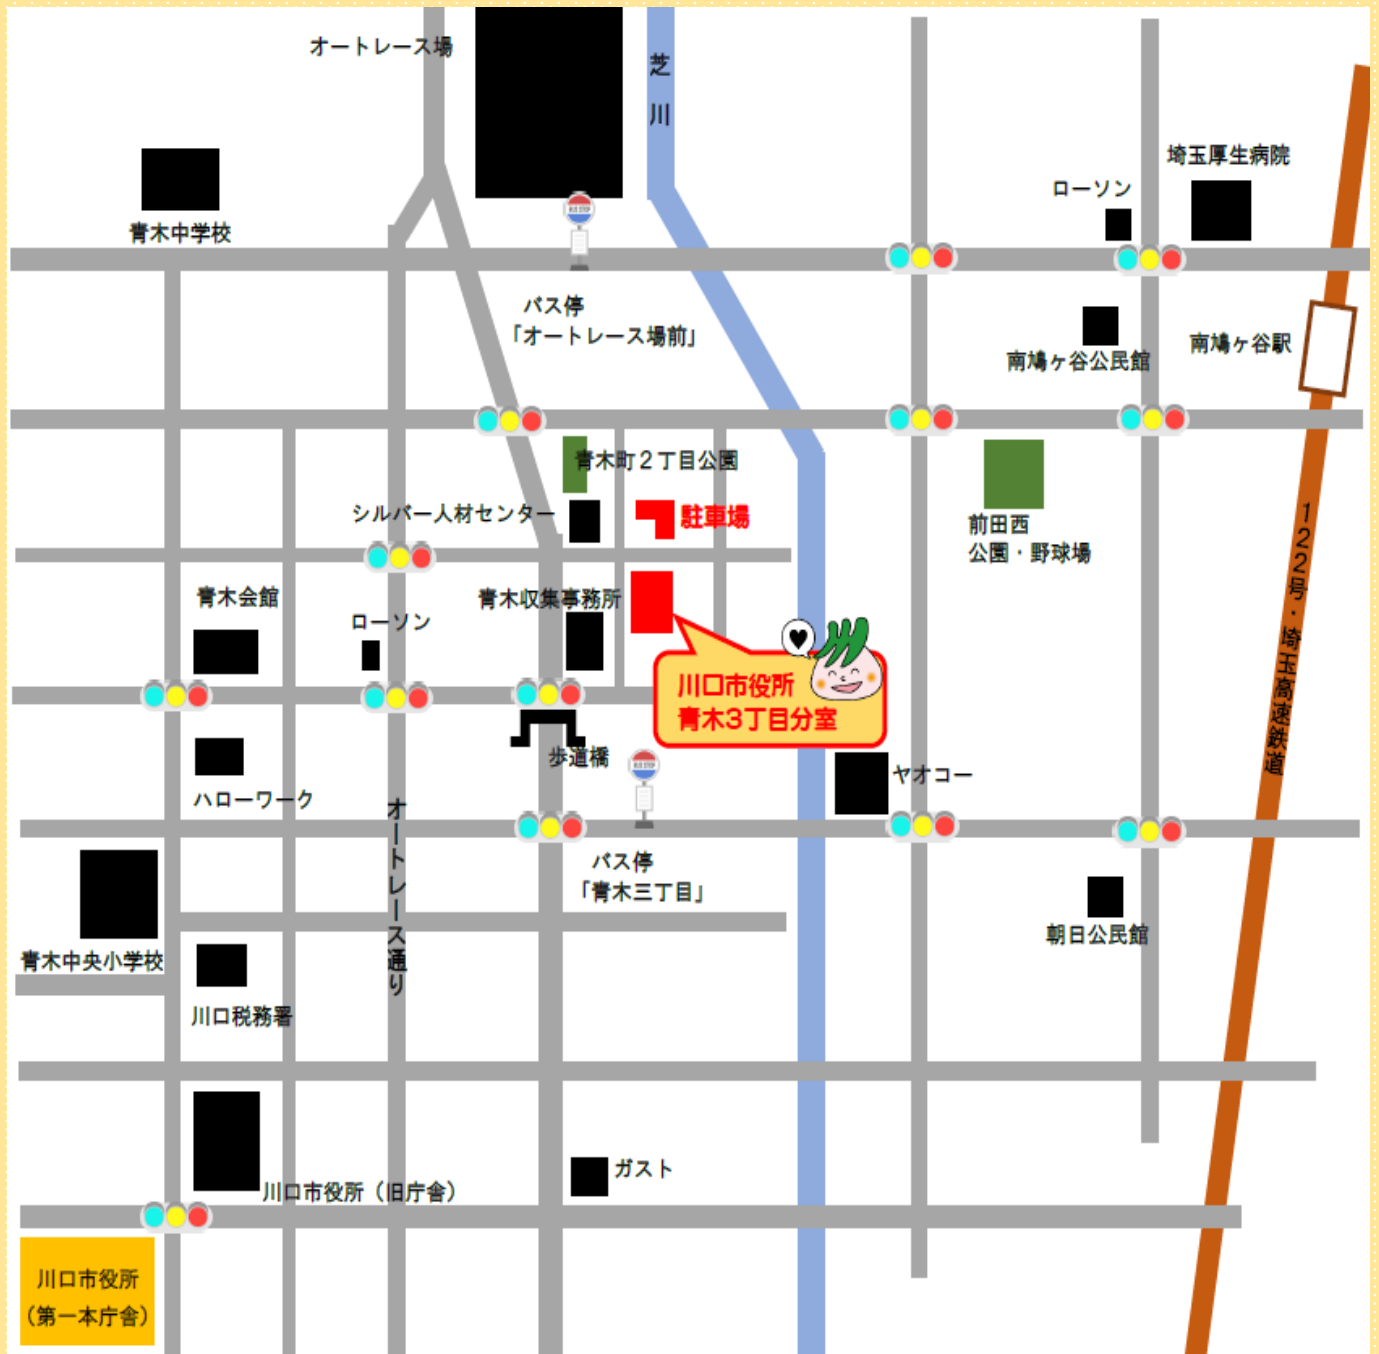 オートレース場
芝川
埼玉厚生病院
ローソン
青木中学校
BUS STOP
バス停
「オートレース場前」
南鳩ヶ谷駅
南鳩ヶ谷公民館
青木町２丁目公園
シルバー人材センター
駐車場
前田西
公園・野球場
122号・埼玉高速鉄道
青木会館
青木収集事務所
ローソン
川口市役所
青木3丁目分室
歩道橋
BUS STOP
ヤオコー
ハローワーク
オートレース通り
バス停
「青木三丁目」
朝日公民館
青木中央小学校
川口税務署
ガスト
川口市役所（旧庁舎）
川口市役所
（第一本庁舎）